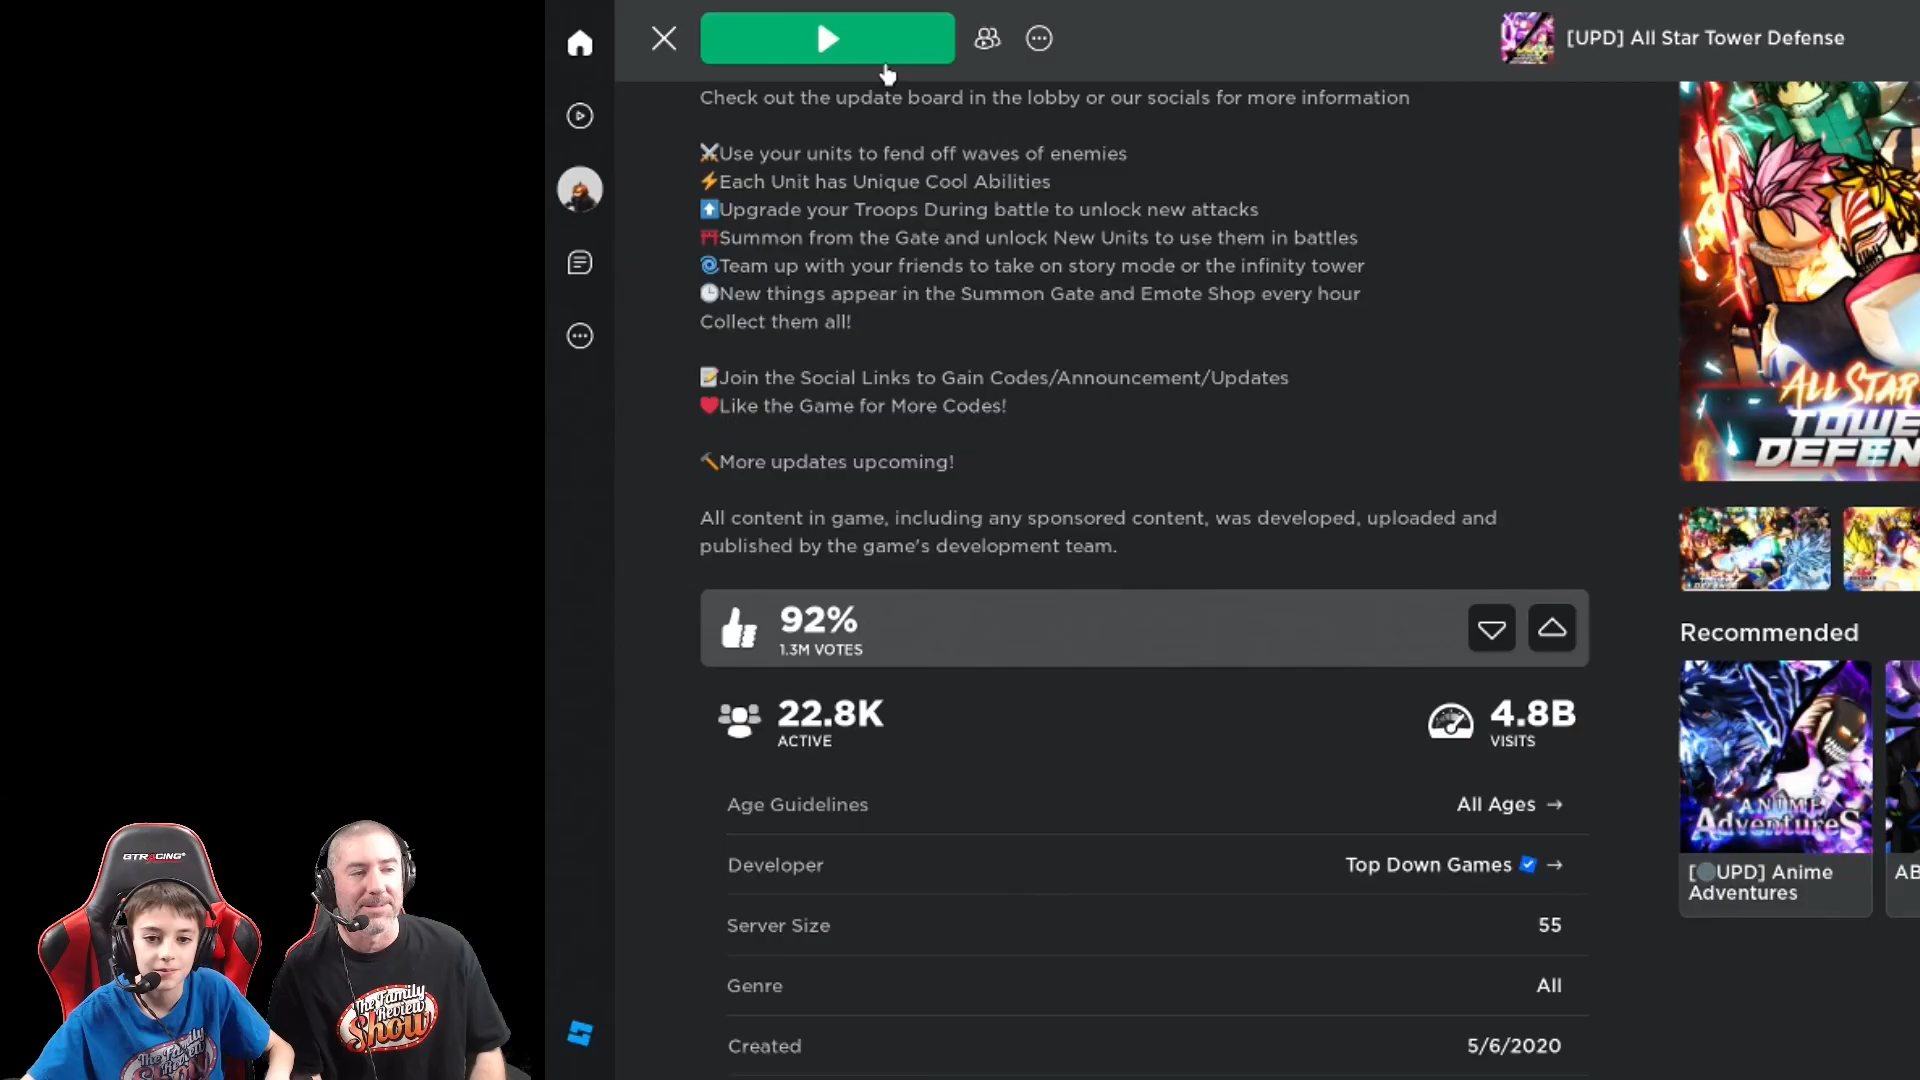 [UPD] All Star Tower Defense
Check out the update board in the lobby or our socials for more information
⚔Use your units to fend off waves of enemies
⚡Each Unit has Unique Cool Abilities
⬆Upgrade your Troops During battle to unlock new attacks
⛩Summon from the Gate and unlock New Units to use them in battles
🌀Team up with your friends to take on story mode or the infinity tower
🕒New things appear in the Summon Gate and Emote Shop every hour
Collect them all!
📝Join the Social Links to Gain Codes/Announcement/Updates
❤Like the Game for More Codes!
🔨More updates upcoming!
All content in game, including any sponsored content, was developed, uploaded and
published by the game's development team.
92%
1.3M VOTES
22.8K
ACTIVE
4.8B
VISITS
Age Guidelines All Ages →
Developer Top Down Games →
Server Size 55
Genre All
Created 5/6/2020
ALL STAR
TOWE
DEFEN
Recommended
ANIME
Adventures
[🌑UPD] Anime
Adventures
AB
GTRACING
The Family
Review
Show
The Family
Review
Show